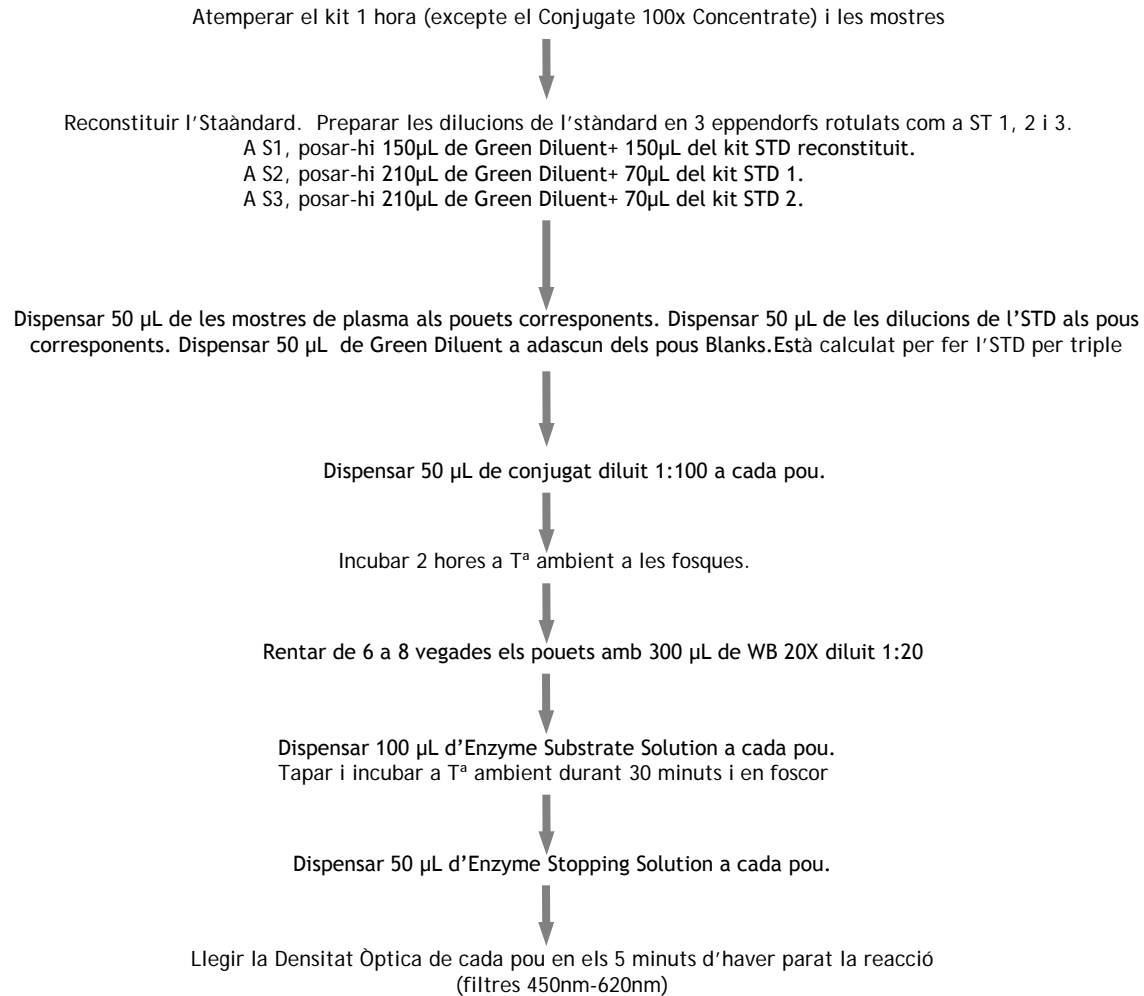 Atemperar el kit 1 hora (excepte el Conjugate 100x Concentrate) i les mostres
Reconstituir l'Staàndard.  Preparar les dilucions de l'stàndard en 3 eppendorfs rotulats com a ST 1, 2 i 3.
A S1, posar-hi 150µL de Green Diluent+ 150µL del kit STD reconstituit.
A S2, posar-hi 210µL de Green Diluent+ 70µL del kit STD 1.
A S3, posar-hi 210µL de Green Diluent+ 70µL del kit STD 2.
Dispensar 50 µL de les mostres de plasma als pouets corresponents. Dispensar 50 µL de les dilucions de l'STD als pous
corresponents. Dispensar 50 µL  de Green Diluent a adascun dels pous Blanks.Està calculat per fer l'STD per triple
Dispensar 50 µL de conjugat diluit 1:100 a cada pou.
Incubar 2 hores a Tª ambient a les fosques.
Rentar de 6 a 8 vegades els pouets amb 300 µL de WB 20X diluit 1:20
Dispensar 100 µL d'Enzyme Substrate Solution a cada pou.
Tapar i incubar a Tª ambient durant 30 minuts i en foscor
Dispensar 50 µL d'Enzyme Stopping Solution a cada pou.
Llegir la Densitat Òptica de cada pou en els 5 minuts d'haver parat la reacció
(filtres 450nm-620nm)